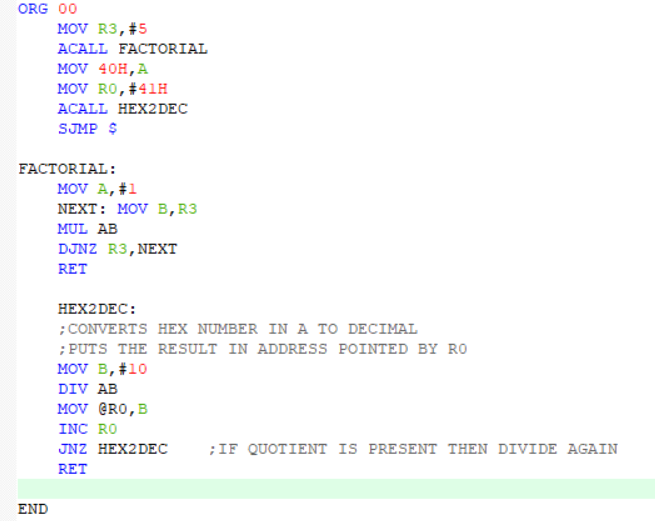 ORG 00
MOV R3,#5
ACALL FACTORIAL
MOV 40H,A
MOV R0,#41H
ACALL HEX2DEC
SJMP $
FACTORIAL:
MOV A,#1
NEXT: MOV B,R3
MUL AB
DJNZ R3,NEXT
RET
HEX2DEC:
;CONVERTS HEX NUMBER IN A TO DECIMAL
;PUTS THE RESULT IN ADDRESS POINTED BY R0
MOV B,#10
DIV AB
MOV @R0,B
INC R0
JNZ HEX2DEC ;IF QUOTIENT IS PRESENT THEN DIVIDE AGAIN
RET
END